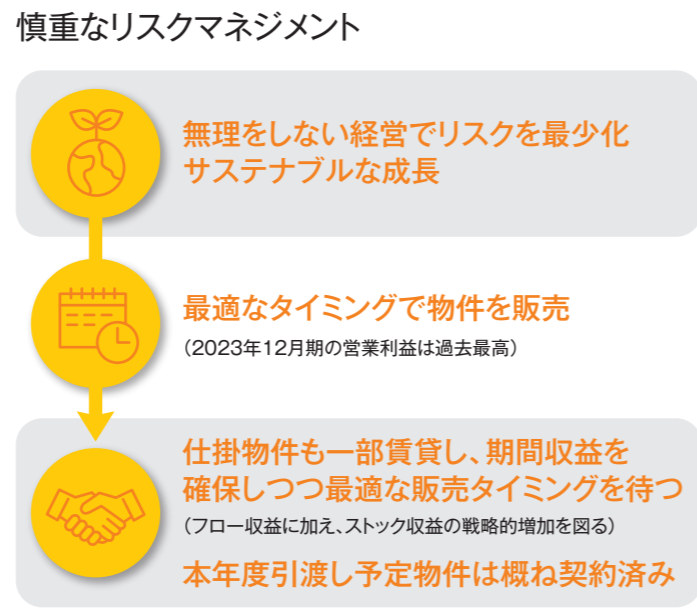 慎重なリスクマネジメント
無理をしない経営でリスクを最少化
サステナブルな成長
最適なタイミングで物件を販売
（2023年12月期の営業利益は過去最高）
仕掛物件も一部賃貸し、期間収益を
確保しつつ最適な販売タイミングを待つ
（フロー収益に加え、ストック収益の戦略的増加を図る）
本年度引渡し予定物件は概ね契約済み